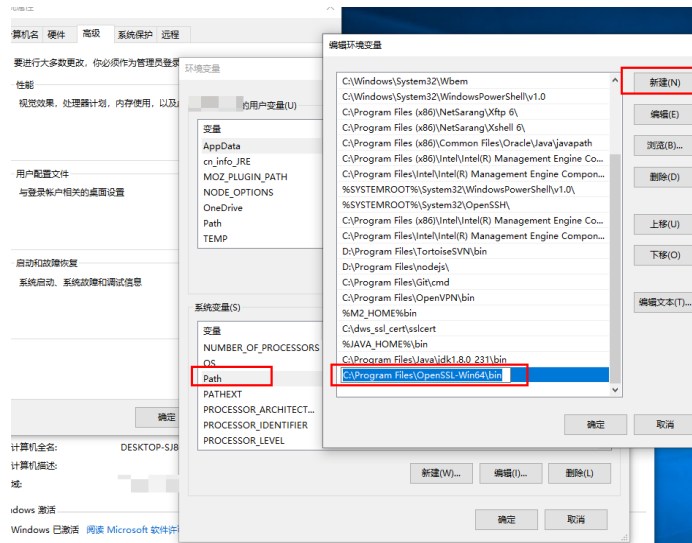 算机名 硬件 高级 系统保护 远程
要进行大多数更改，你必须作为管理员登录
性能
视觉效果，处理器计划，内存使用，以及
用户配置文件
与登录帐户相关的桌面设置
启动和故障恢复
系统启动、系统故障和调试信息
确定
计算机全名: DESKTOP-SJ8
计算机描述:
域:
dows 激活
Windows 已激活 阅读 Microsoft 软件许
环境变量
的用户变量(U)
变量
AppData
cn_info_JRE
MOZ_PLUGIN_PATH
NODE_OPTIONS
OneDrive
Path
TEMP
系统变量(S)
变量
NUMBER_OF_PROCESSORS
OS
Path
PATHEXT
PROCESSOR_ARCHITECT...
PROCESSOR_IDENTIFIER
PROCESSOR_LEVEL
新建(W)... 编辑(I)... 删除(L)
确定 取消
编辑环境变量
C:\Windows\System32\Wbem
C:\Windows\System32\WindowsPowerShell\v1.0
C:\Program Files (x86)\NetSarang\Xftp 6\
C:\Program Files (x86)\NetSarang\Xshell 6\
C:\Program Files (x86)\Common Files\Oracle\Java\javapath
C:\Program Files (x86)\Intel\Intel(R) Management Engine Co...
C:\Program Files\Intel\Intel(R) Management Engine Compon...
%SYSTEMROOT%\System32\WindowsPowerShell\v1.0\
%SYSTEMROOT%\System32\OpenSSH\
C:\Program Files (x86)\Intel\Intel(R) Management Engine Co...
C:\Program Files\Intel\Intel(R) Management Engine Compon...
D:\Program Files\TortoiseSVN\bin
D:\Program Files\nodejs\
C:\Program Files\Git\cmd
C:\Program Files\OpenVPN\bin
%M2_HOME%bin
C:\dws_ssl_cert\sslcert
%JAVA_HOME%\bin
C:\Program Files\Java\jdk1.8.0_231\bin
C:\Program Files\OpenSSL-Win64\bin
新建(N)
编辑(E)
浏览(B)...
删除(D)
上移(U)
下移(O)
编辑文本(T)...
确定 取消